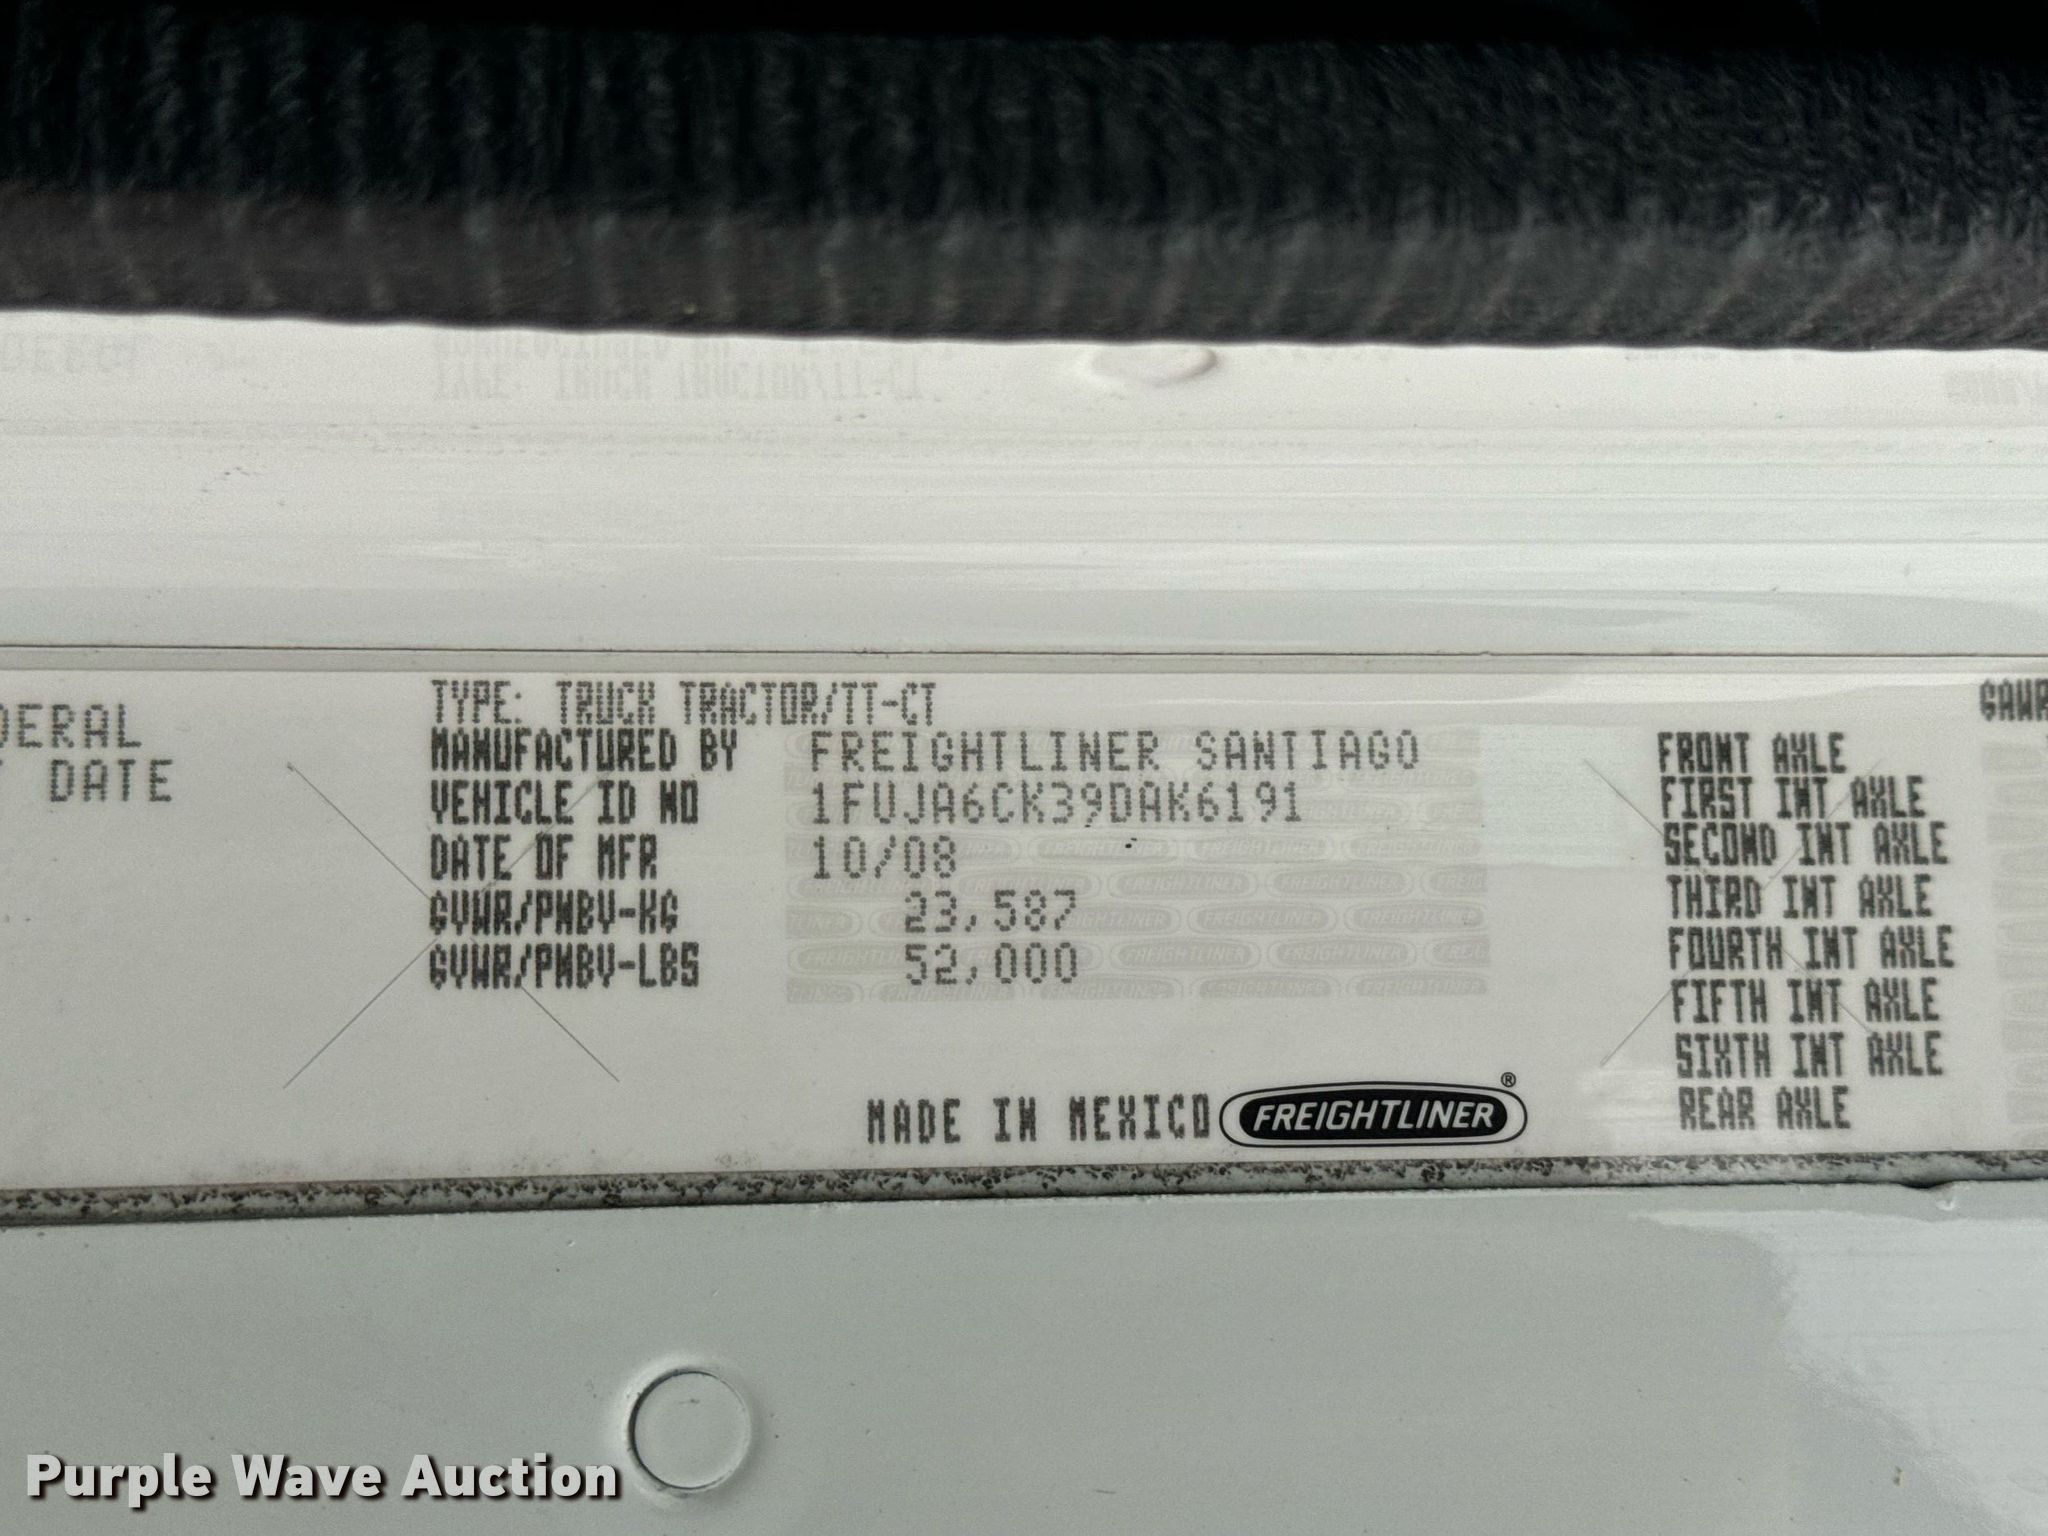 DERAL
DATE
TYPE: TRUCK TRACTOR/TT-CT
MANUFACTURED BY FREIGHTLINER SANTIAGO
VEHICLE ID NO 1FUJA6CK39DAK6191
DATE OF MFR 10/08
GVWR/PNBV-KG 23,587
GVWR/PNBV-LBS 52,000
MADE IN MEXICO FREIGHTLINER®
GAWR
FRONT AXLE
FIRST INT AXLE
SECOND INT AXLE
THIRD INT AXLE
FOURTH INT AXLE
FIFTH INT AXLE
SIXTH INT AXLE
REAR AXLE
Purple Wave Auction